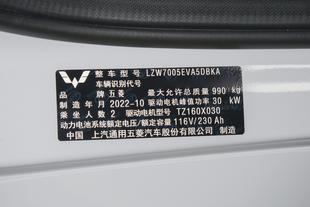 整车型号 LZW7005EVA5DBKA
车辆识别代号
品牌 五菱 最大允许总质量 990 kg
制造年月 2022-10 驱动电机峰值功率 30 kW
乘坐人数 2 驱动电机型号 TZ160X030
动力电池系统额定电压/额定容量 116V/230 Ah
中国 上汽通用五菱汽车股份有限公司 制造